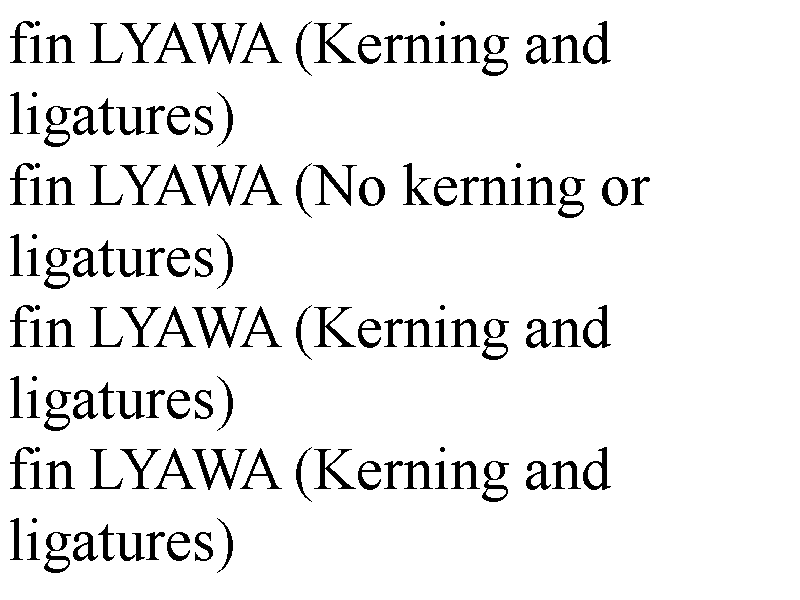 fin LYAWA (Kerning and
ligatures)
fin LYAWA (No kerning or
ligatures)
fin LYAWA (Kerning and
ligatures)
fin LYAWA (Kerning and
ligatures)